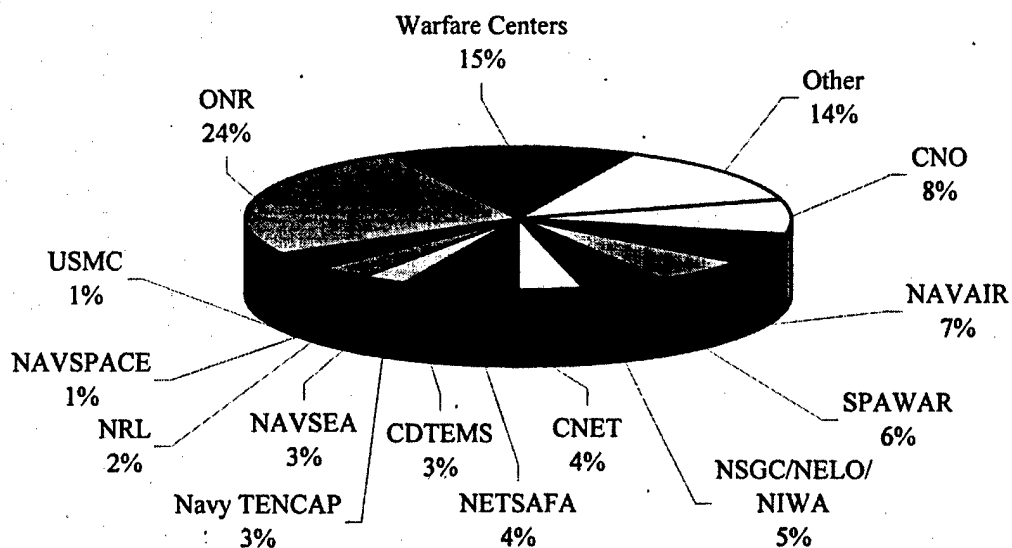 Warfare Centers
15%
Other
14%
ONR
24%
CNO
8%
USMC
1%
NAVAIR
7%
NAVSPACE
1%
SPAWAR
6%
NRL
2%
NAVSEA
3%
CDTEMS
3%
CNET
4%
NSGC/NELO/
NIWA
5%
Navy TENCAP
3%
NETSAFA
4%